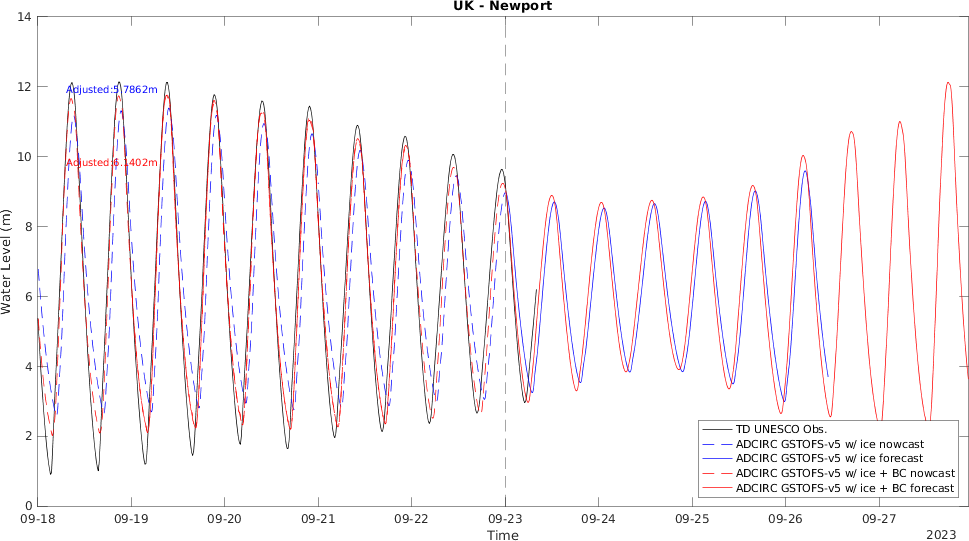 UK - Newport
14
12
10
8
6
4
2
0
Water Level (m)
Adjusted:5.7862m
Adjusted:6.1402m
TD UNESCO Obs.
ADCIRC GSTOFS-v5 w/ ice nowcast
ADCIRC GSTOFS-v5 w/ ice forecast
ADCIRC GSTOFS-v5 w/ ice + BC nowcast
ADCIRC GSTOFS-v5 w/ ice + BC forecast
09-18 09-19 09-20 09-21 09-22 09-23 09-24 09-25 09-26 09-27
Time
2023